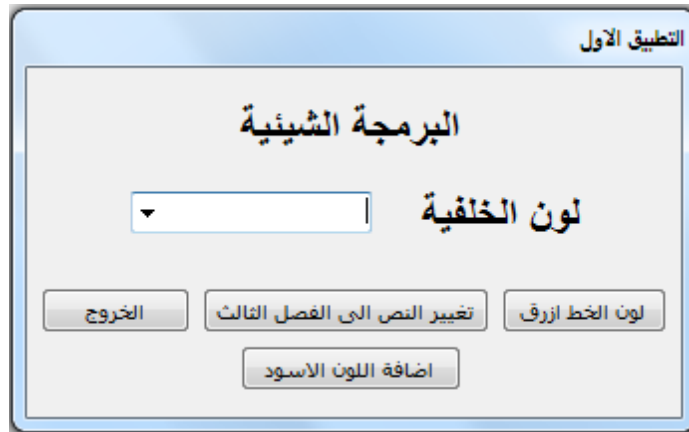 التطبيق الاول
البرمجة الشيئية
لون الخلفية
لون الخط ازرق
تغيير النص الى الفصل الثالث
الخروج
اضافة اللون الاسود